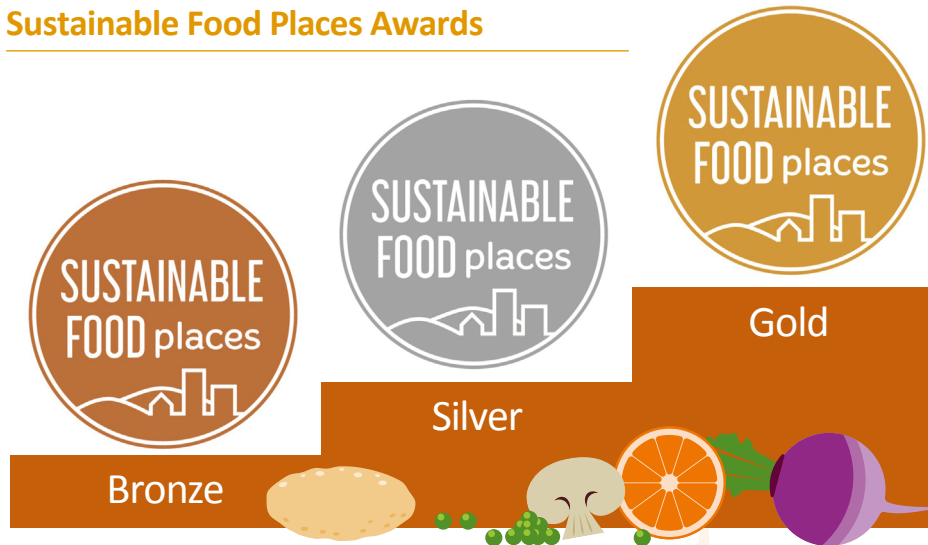 Sustainable Food Places Awards
SUSTAINABLE
FOOD places
Bronze
SUSTAINABLE
FOOD places
Silver
SUSTAINABLE
FOOD places
Gold